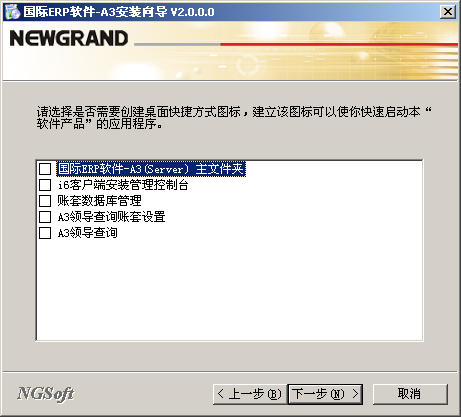 国际ERP软件-A3安装向导 V2.0.0.0
NEWGRAND
请选择是否需要创建桌面快捷方式图标，建立该图标可以使你快速启动本“
软件产品”的应用程序。
国际ERP软件-A3(Server) 主文件夹
i6客户端安装管理控制台
账套数据库管理
A3领导查询账套设置
A3领导查询
NGSoft
< 上一步(B) 下一步(N) > 取消